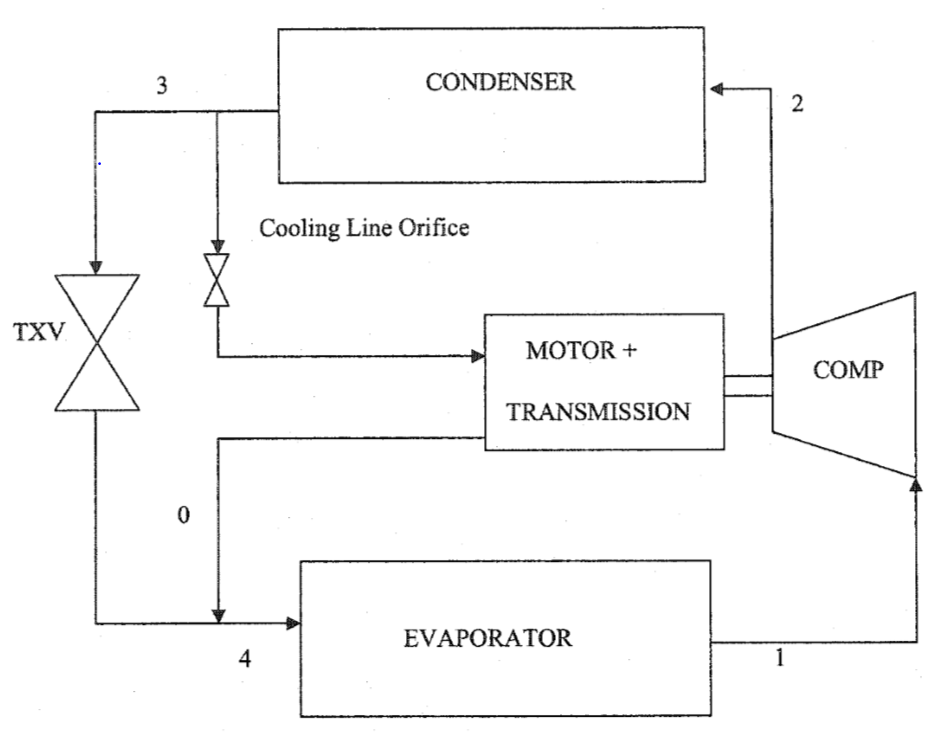 CONDENSER
3
2
Cooling Line Orifice
TXV
MOTOR +
TRANSMISSION
COMP
0
EVAPORATOR
4
1